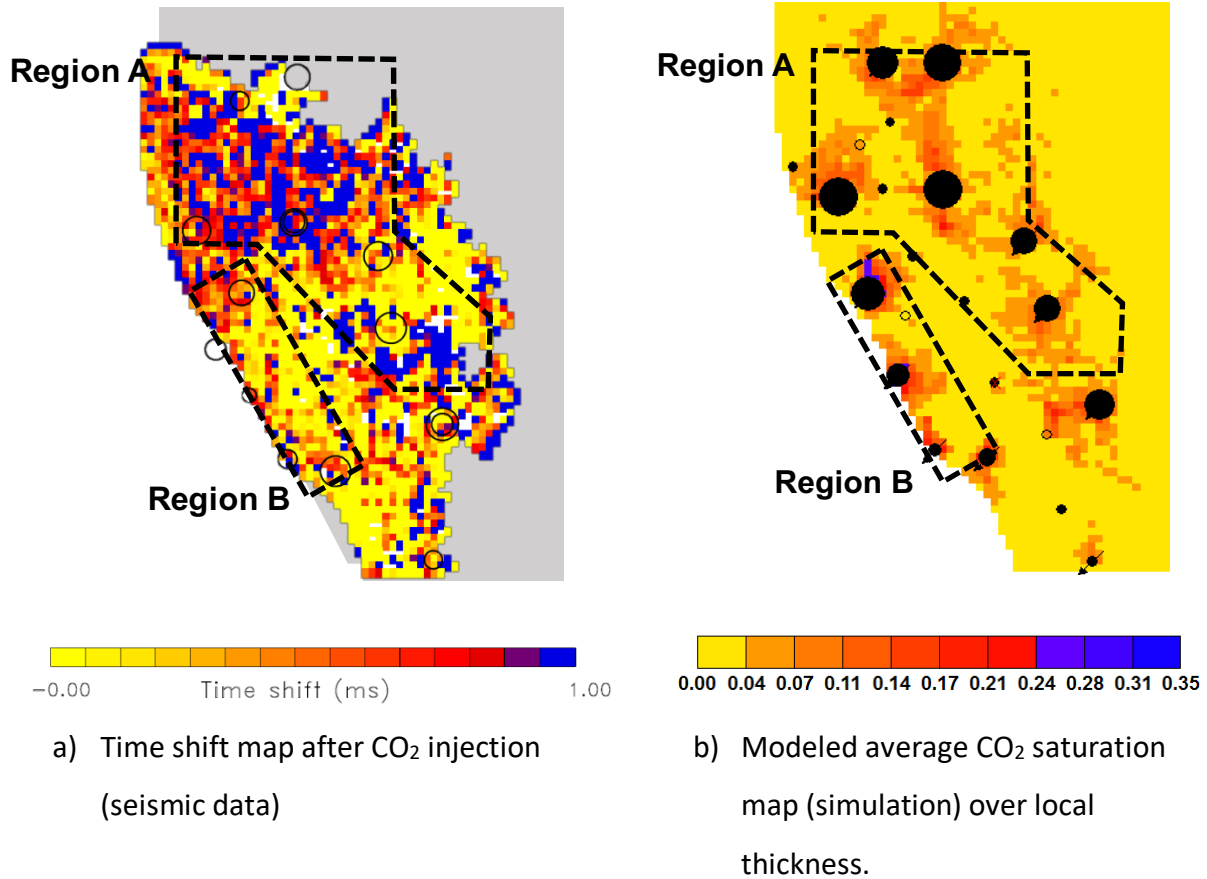 Region A
Region B
-0.00 Time shift (ms) 1.00
a) Time shift map after CO₂ injection
(seismic data)
Region A
Region B
0.00 0.04 0.07 0.11 0.14 0.17 0.21 0.24 0.28 0.31 0.35
b) Modeled average CO₂ saturation
map (simulation) over local
thickness.